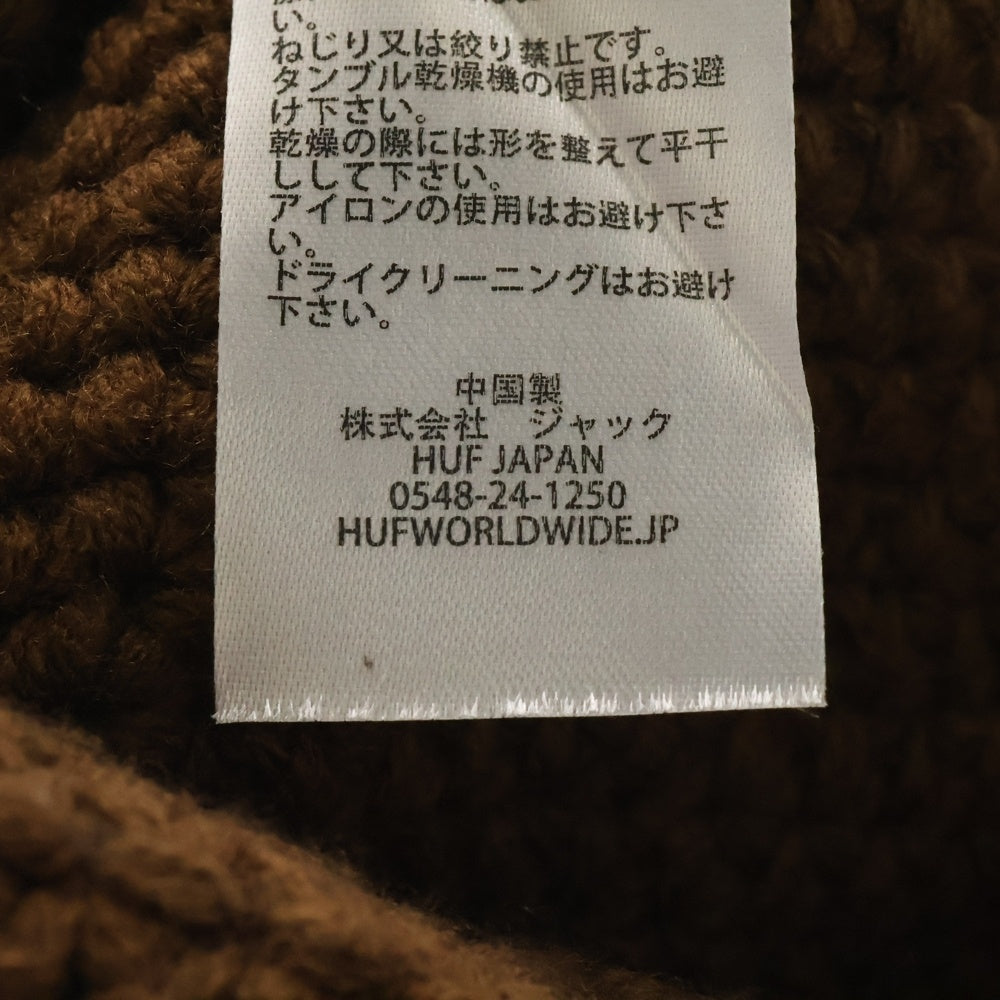 い。
ねじり又は絞り禁止です。
タンブル乾燥機の使用はお避
け下さい。
乾燥の際には形を整えて平干
ししして下さい。
アイロンの使用はお避け下さ
い。
ドライクリーニングはお避け
下さい。
中国製
株式会社　ジャック
HUF JAPAN
0548-24-1250
HUFWORLDWIDE.JP